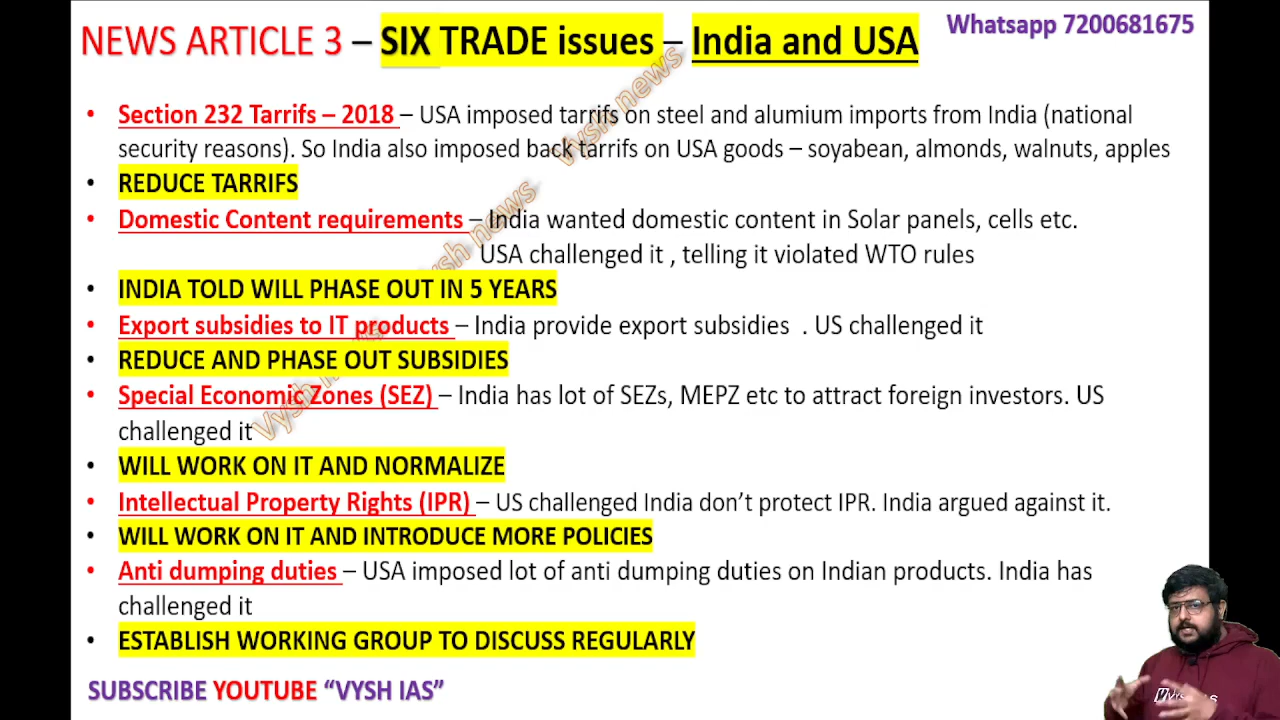 NEWS ARTICLE 3 – SIX TRADE issues – India and USA
Whatsapp 7200681675
• Section 232 Tarrifs – 2018 – USA imposed tarrifs on steel and alumium imports from India (national
security reasons). So India also imposed back tarrifs on USA goods – soyabean, almonds, walnuts, apples
• REDUCE TARRIFS
• Domestic Content requirements – India wanted domestic content in Solar panels, cells etc.
USA challenged it , telling it violated WTO rules
• INDIA TOLD WILL PHASE OUT IN 5 YEARS
• Export subsidies to IT products – India provide export subsidies . US challenged it
• REDUCE AND PHASE OUT SUBSIDIES
• Special Economic Zones (SEZ) – India has lot of SEZs, MEPZ etc to attract foreign investors. US
challenged it
• WILL WORK ON IT AND NORMALIZE
• Intellectual Property Rights (IPR) – US challenged India don’t protect IPR. India argued against it.
• WILL WORK ON IT AND INTRODUCE MORE POLICIES
• Anti dumping duties – USA imposed lot of anti dumping duties on Indian products. India has
challenged it
• ESTABLISH WORKING GROUP TO DISCUSS REGULARLY
SUBSCRIBE YOUTUBE “VYSH IAS”
Vysh news